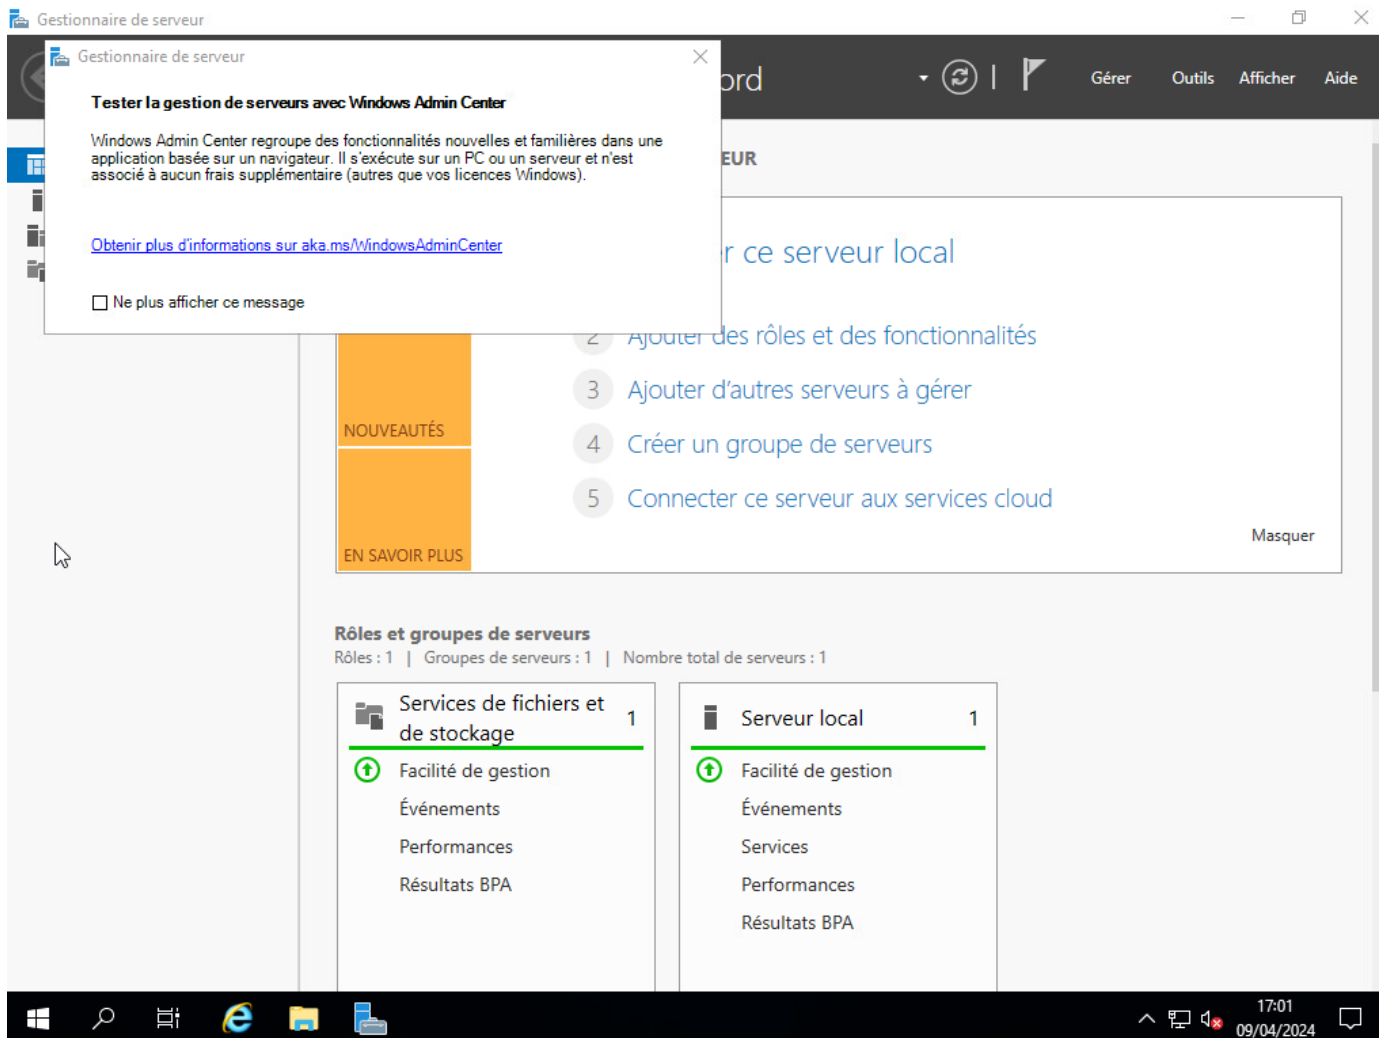 Gestionnaire de serveur
Gestionnaire de serveur
Tester la gestion de serveurs avec Windows Admin Center
Windows Admin Center regroupe des fonctionnalités nouvelles et familières dans une
application basée sur un navigateur. Il s'exécute sur un PC ou un serveur et n'est
associé à aucun frais supplémentaire (autres que vos licences Windows).
Obtenir plus d'informations sur aka.ms/WindowsAdminCenter
Ne plus afficher ce message
ord
Gérer Outils Afficher Aide
EUR
r ce serveur local
2 Ajouter des rôles et des fonctionnalités
3 Ajouter d'autres serveurs à gérer
4 Créer un groupe de serveurs
5 Connecter ce serveur aux services cloud
NOUVEAUTÉS
EN SAVOIR PLUS
Masquer
Rôles et groupes de serveurs
Rôles : 1 | Groupes de serveurs : 1 | Nombre total de serveurs : 1
Services de fichiers et
de stockage
1
Facilité de gestion
Événements
Performances
Résultats BPA
Serveur local 1
Facilité de gestion
Événements
Services
Performances
Résultats BPA
17:01
09/04/2024